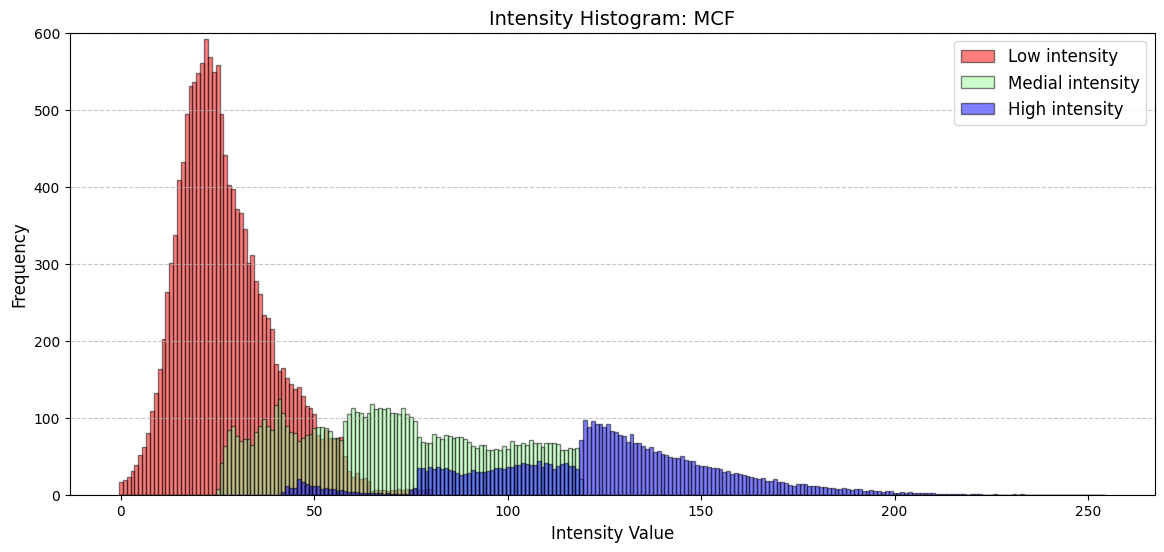 Intensity Histogram: MCF
Low intensity
Medial intensity
High intensity
Frequency
600
500
400
300
200
100
0
0 50 100 150 200 250
Intensity Value